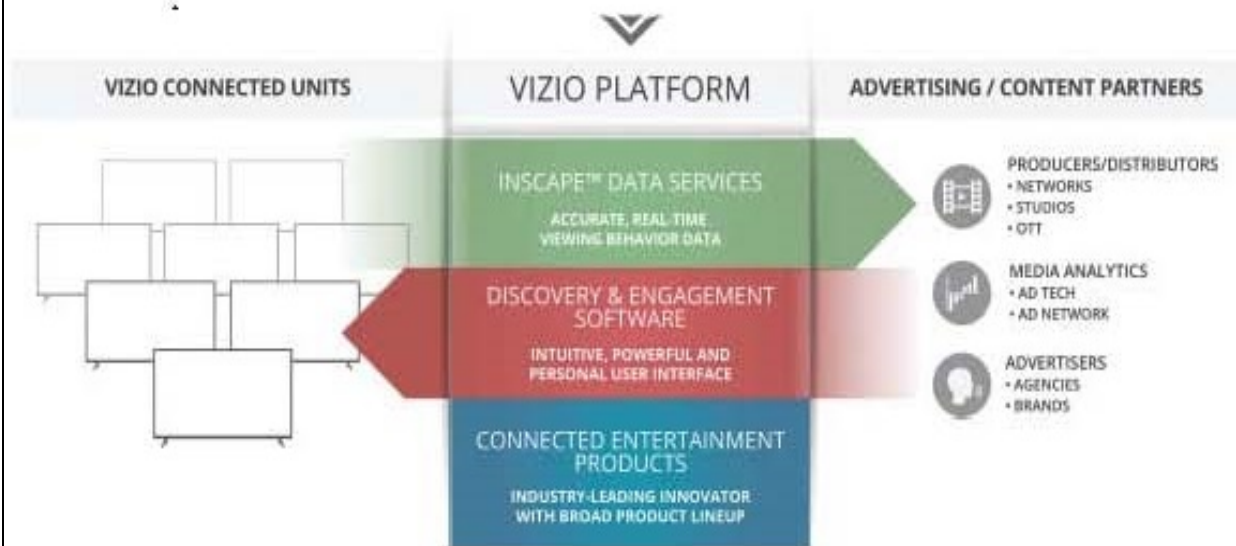 VIZIO CONNECTED UNITS
VIZIO PLATFORM
ADVERTISING / CONTENT PARTNERS
INSCAPE™ DATA SERVICES
ACCURATE, REAL TIME
VIEWING BEHAVIOR DATA
DISCOVERY & ENGAGEMENT
SOFTWARE
INTUITIVE, POWERFUL AND
PERSONAL USER INTERFACE
CONNECTED ENTERTAINMENT
PRODUCTS
INDUSTRY-LEADING INNOVATOR
WITH BROAD PRODUCT LINEUP
PRODUCERS/DISTRIBUTORS
• NETWORKS
• STUDIOS
• OTT
MEDIA ANALYTICS
• AD TECH
• AD NETWORK
ADVERTISERS
• AGENCIES
• BRANDS